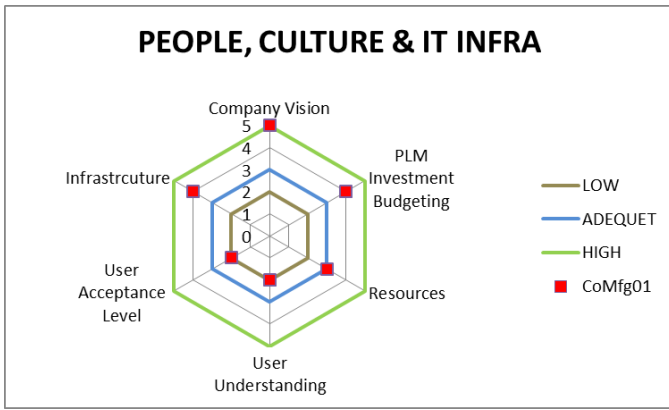 PEOPLE, CULTURE & IT INFRA
Company Vision
5
4
3
2
1
0
PLM
Investment
Budgeting
Resources
User
Understanding
User
Acceptance
Level
Infrastrcuture
LOW
ADEQUET
HIGH
CoMfg01